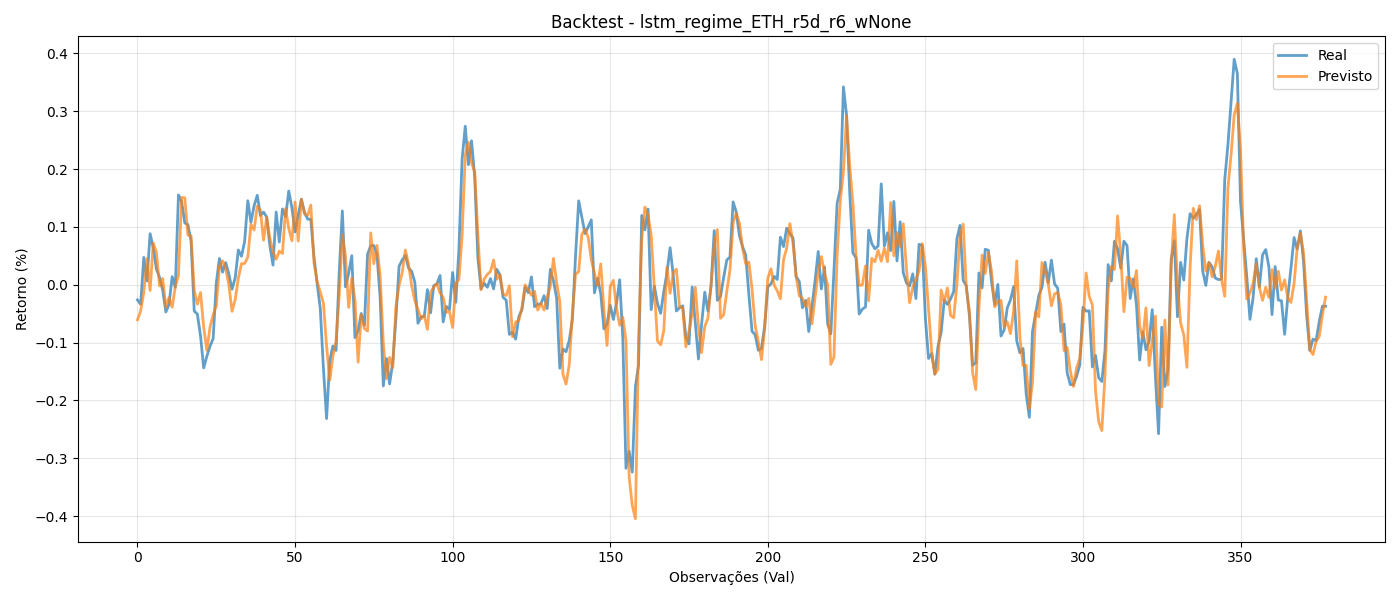 Backtest - lstm_regime_ETH_r5d_r6_wNone
Real
Previsto
Retorno (%)
0.4
0.3
0.2
0.1
0.0
−0.1
−0.2
−0.3
−0.4
0 50 100 150 200 250 300 350
Observações (Val)